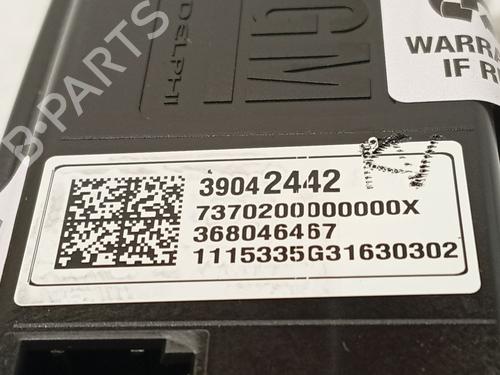 DELPHI
GM
WARRA
IF R
39042442
7370200000000X
368046467
1115335G31630302
B-PARTS